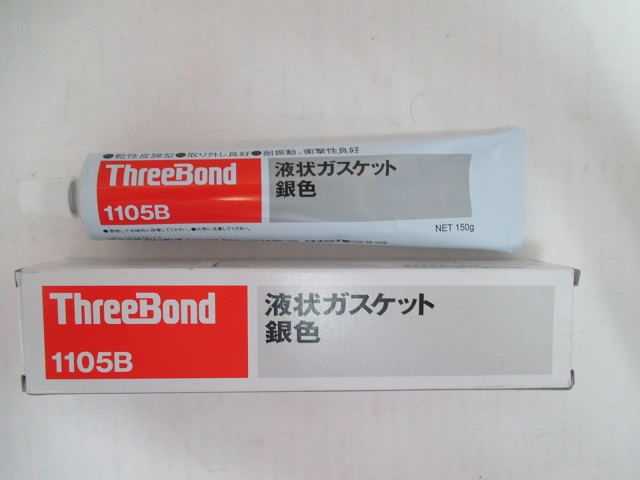 ●乾性皮膜型●取り外し良好●耐振動、衝撃性良好
ThreeBond
1105B
液状ガスケット
銀色
NET 150g
ThreeBond
1105B
液状ガスケット
銀色